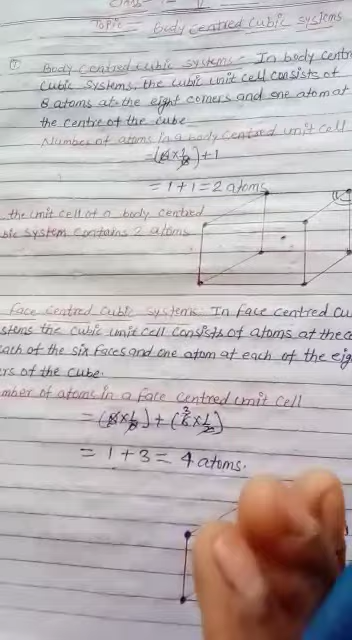 Topic = Body Centred Cubic systems
① Body Centred cubic systems:- In body centre
cubic systems, the cubic unit cell consists of
8 atoms at the eight corners and one atom at
the centre of the cube.
Number of atoms in a body centred unit cell
= (8×1/8)+1
= 1+1=2 atoms
the unit cell of a body centred
bic system contains 2 atoms
Face centred cubic systems: In face centred cu
stems the cubic unit cell consists of atoms at the ce
each of the six faces and one atom at each of the eig
ers of the cube.
mber of atoms in a face centred unit cell
= (8×1/8)+(6×1/2)
= 1+3= 4 atoms.